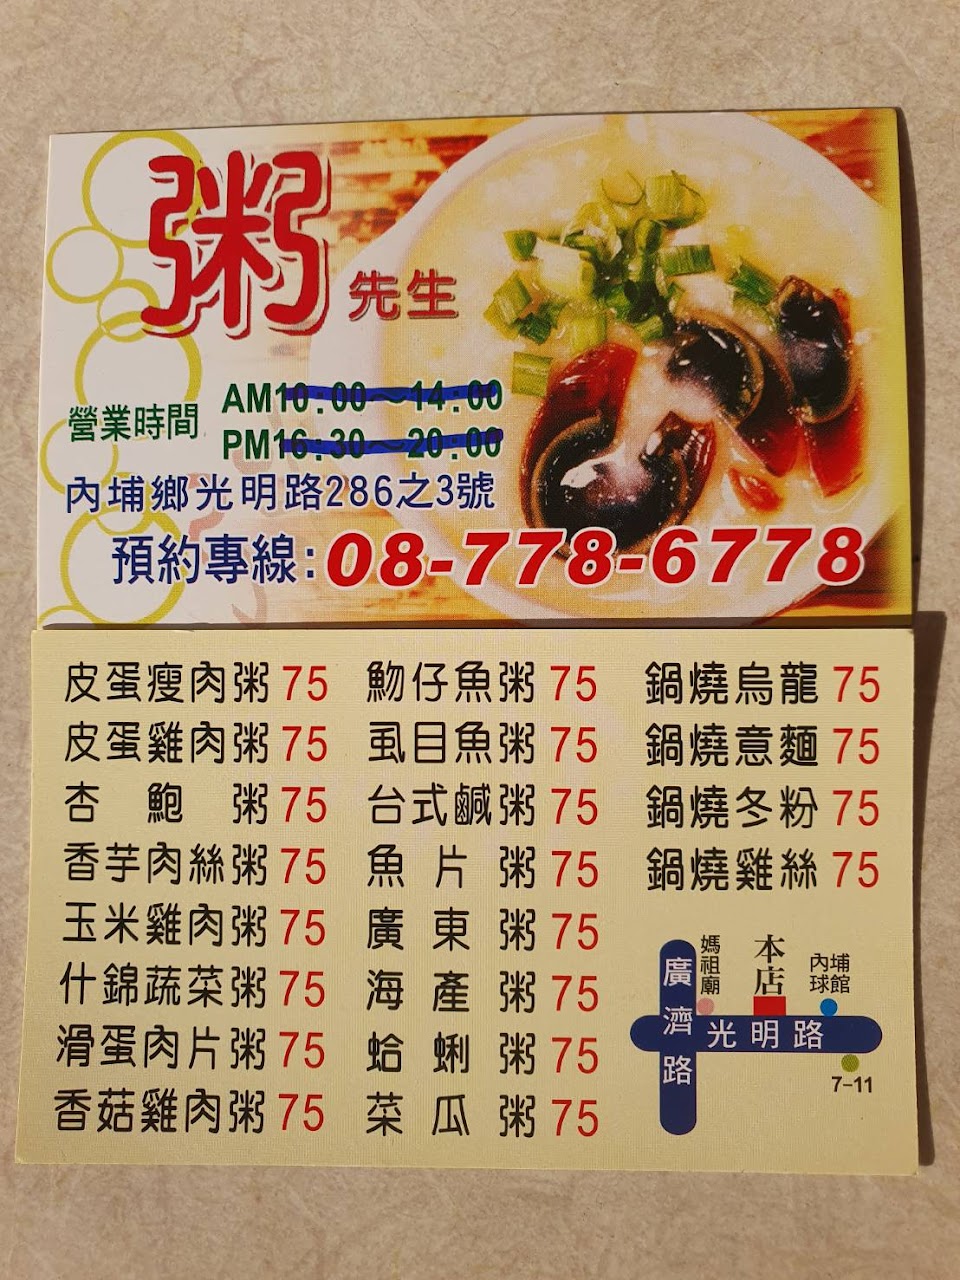 粥先生
營業時間
AM10:00~14:00
PM16:30~20:00
內埔鄉光明路286之3號
預約專線:08-778-6778
皮蛋瘦肉粥 75
皮蛋雞肉粥 75
杏鮑粥 75
香芋肉絲粥 75
玉米雞肉粥 75
什錦蔬菜粥 75
滑蛋肉片粥 75
香菇雞肉粥 75
魩仔魚粥 75
虱目魚粥 75
台式鹹粥 75
魚片粥 75
廣東粥 75
海產粥 75
蛤蜊粥 75
菜瓜粥 75
鍋燒烏龍 75
鍋燒意麵 75
鍋燒冬粉 75
鍋燒雞絲 75
廣濟路
媽祖廟
本店
內埔
球館
光明路
7-11